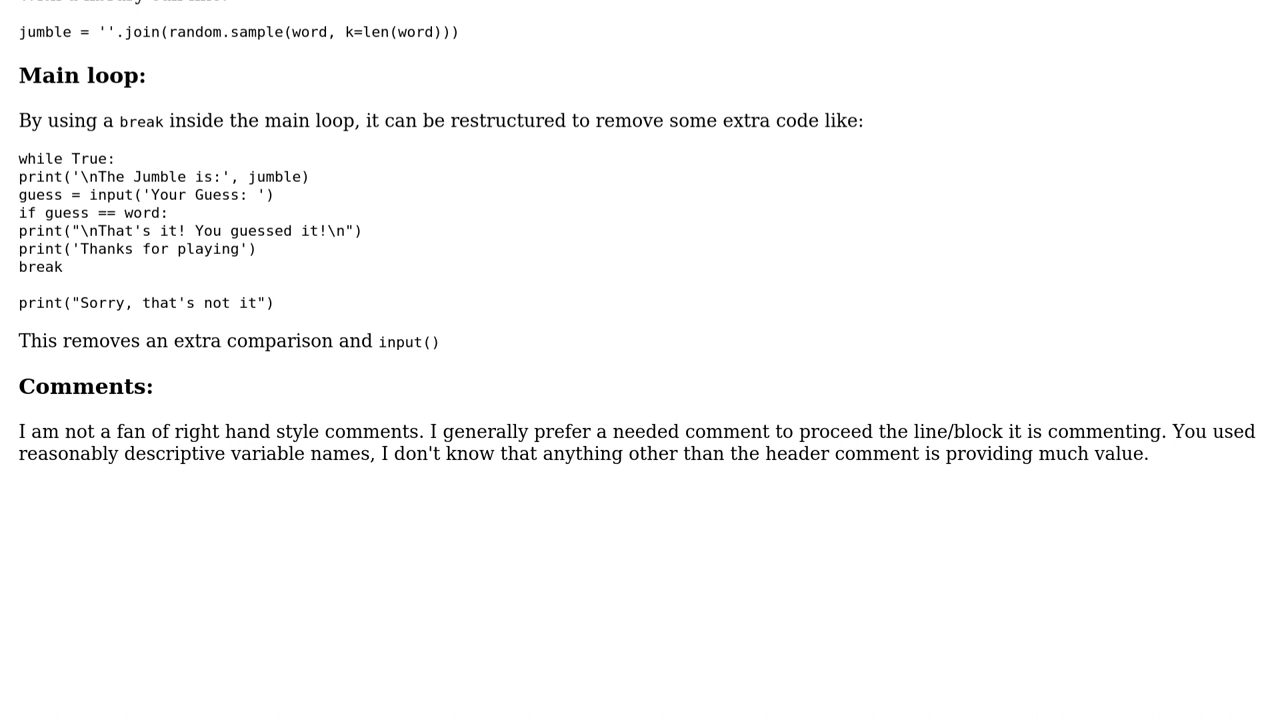 jumble = ''.join(random.sample(word, k=len(word)))
Main loop:
By using a break inside the main loop, it can be restructured to remove some extra code like:
while True:
print('\nThe Jumble is:', jumble)
guess = input('Your Guess: ')
if guess == word:
print("\nThat's it! You guessed it!\n")
print('Thanks for playing')
break
print("Sorry, that's not it")
This removes an extra comparison and input()
Comments:
I am not a fan of right hand style comments. I generally prefer a needed comment to proceed the line/block it is commenting. You used
reasonably descriptive variable names, I don't know that anything other than the header comment is providing much value.